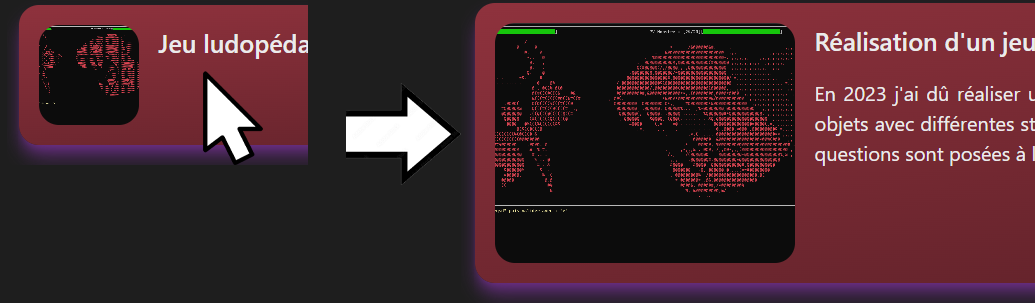 Jeu ludopéda
Réalisation d'un jeu
En 2023 j'ai dû réaliser u
objets avec différentes st
questions sont posées à l